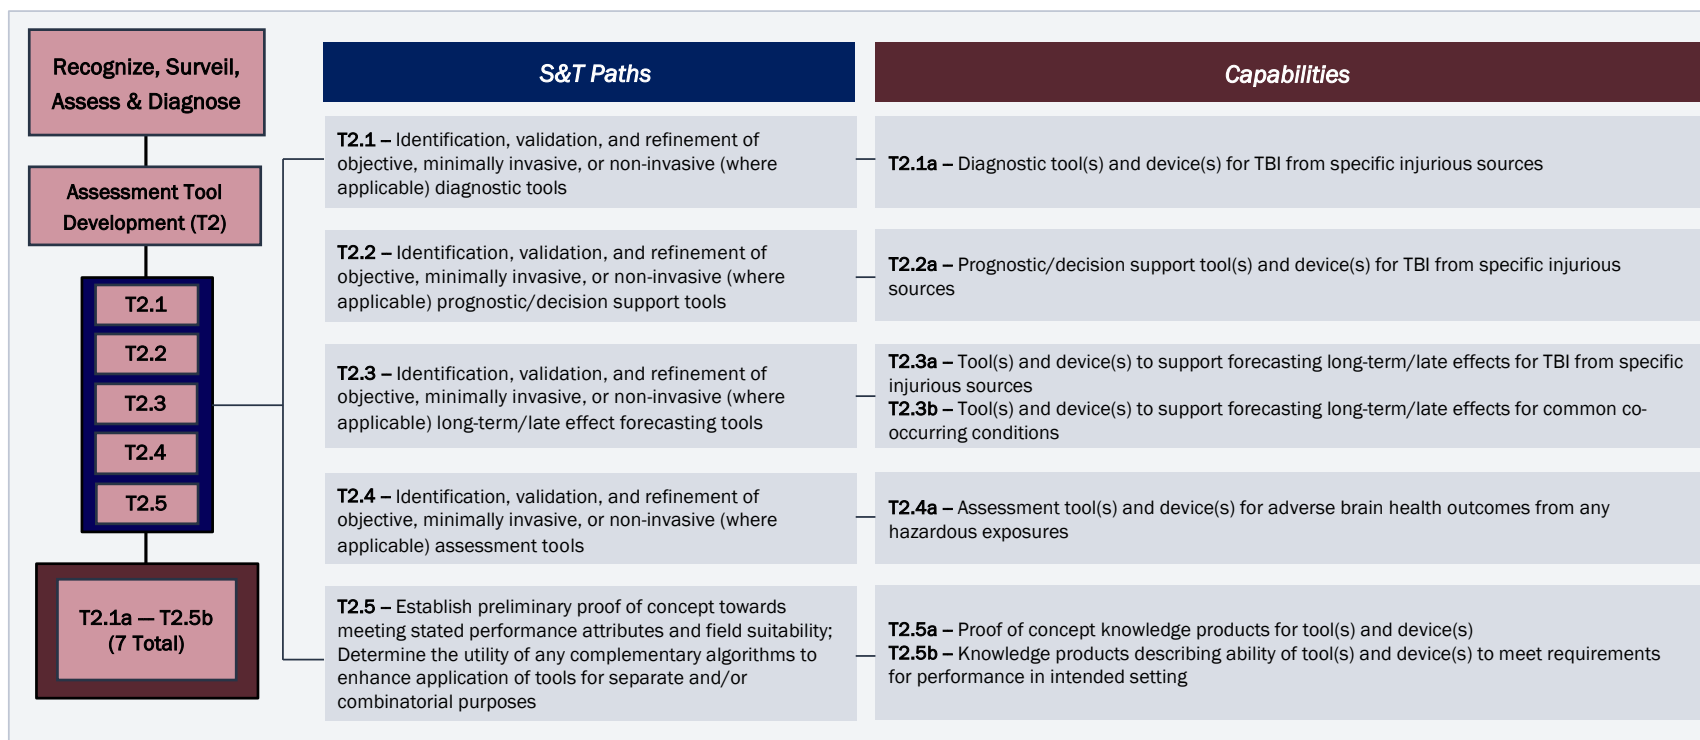 Recognize, Surveil,
Assess & Diagnose
Assessment Tool
Development (T2)
T2.1
T2.2
T2.3
T2.4
T2.5
T2.1a — T2.5b
(7 Total)
S&T Paths
Capabilities
T2.1 – Identification, validation, and refinement of
objective, minimally invasive, or non-invasive (where
applicable) diagnostic tools
T2.1a – Diagnostic tool(s) and device(s) for TBI from specific injurious sources
T2.2 – Identification, validation, and refinement of
objective, minimally invasive, or non-invasive (where
applicable) prognostic/decision support tools
T2.2a – Prognostic/decision support tool(s) and device(s) for TBI from specific injurious
sources
T2.3 – Identification, validation, and refinement of
objective, minimally invasive, or non-invasive (where
applicable) long-term/late effect forecasting tools
T2.3a – Tool(s) and device(s) to support forecasting long-term/late effects for TBI from specific
injurious sources
T2.3b – Tool(s) and device(s) to support forecasting long-term/late effects for common co-
occurring conditions
T2.4 – Identification, validation, and refinement of
objective, minimally invasive, or non-invasive (where
applicable) assessment tools
T2.4a – Assessment tool(s) and device(s) for adverse brain health outcomes from any
hazardous exposures
T2.5 – Establish preliminary proof of concept towards
meeting stated performance attributes and field suitability;
Determine the utility of any complementary algorithms to
enhance application of tools for separate and/or
combinatorial purposes
T2.5a – Proof of concept knowledge products for tool(s) and device(s)
T2.5b – Knowledge products describing ability of tool(s) and device(s) to meet requirements
for performance in intended setting